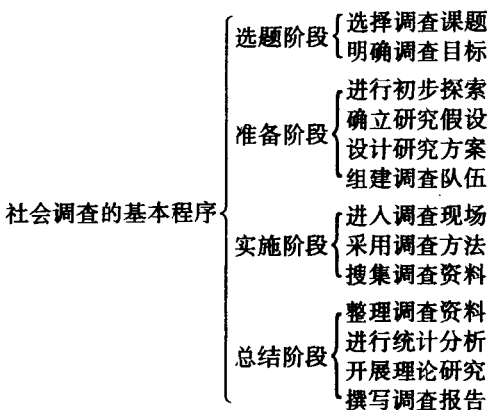 社会调查的基本程序
选题阶段
选择调查课题
明确调查目标
准备阶段
进行初步探索
确立研究假设
设计研究方案
组建调查队伍
实施阶段
进入调查现场
采用调查方法
搜集调查资料
总结阶段
整理调查资料
进行统计分析
开展理论研究
撰写调查报告